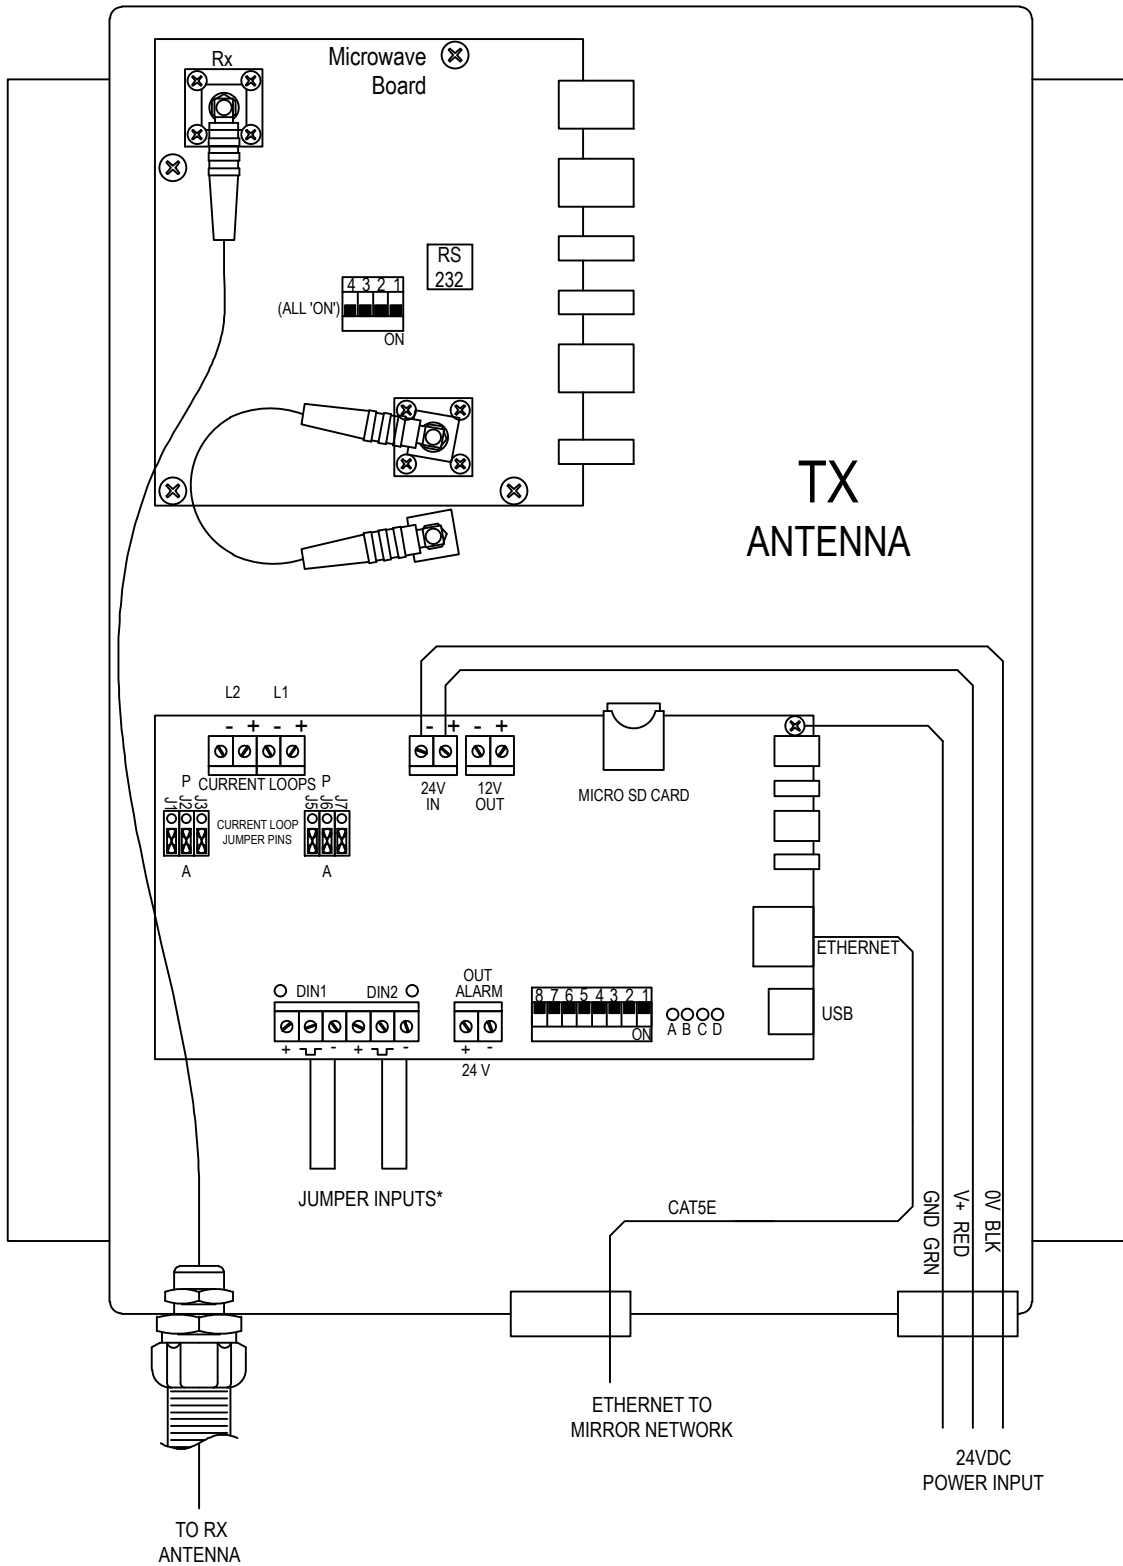 Rx
Microwave
Board
RS
232
4 3 2 1
(ALL 'ON')
ON
TX
ANTENNA
L2 L1
- + - +
- + - +
P CURRENT LOOPS P
24V
IN
12V
OUT
MICRO SD CARD
J1 J2 J3
CURRENT LOOP
JUMPER PINS
J5 J6 J7
A A
ETHERNET
OUT
ALARM
DIN1 DIN2
8 7 6 5 4 3 2 1
ON
A B C D
USB
+ - + -
+ -
24 V
JUMPER INPUTS*
CAT5E
GND GRN
V+ RED
0V BLK
ETHERNET TO
MIRROR NETWORK
24VDC
POWER INPUT
TO RX
ANTENNA